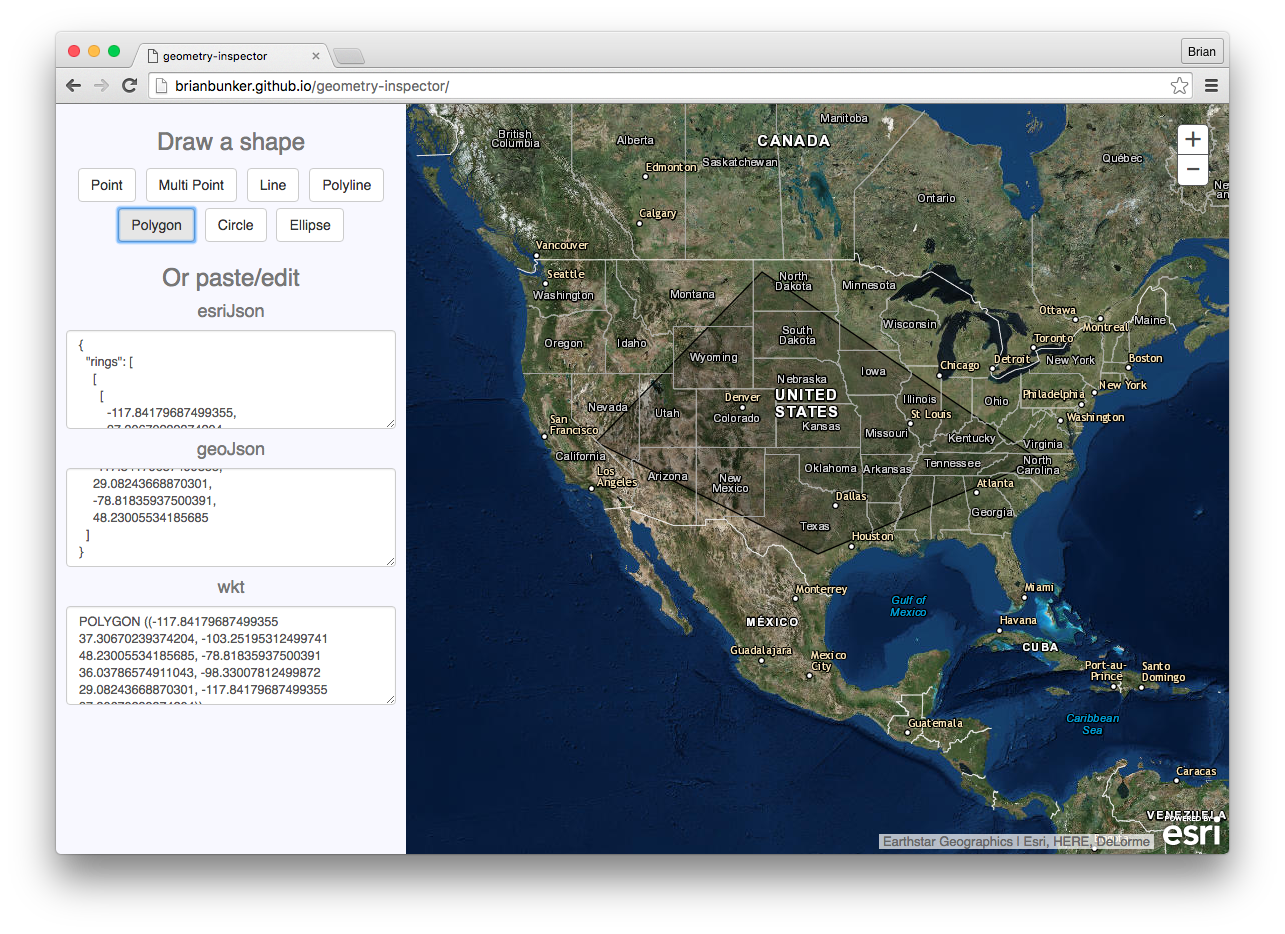 geometry-inspector
Brian
brianbunker.github.io/geometry-inspector/
Draw a shape
Point
Multi Point
Line
Polyline
Polygon
Circle
Ellipse
Or paste/edit
esriJson
{
"rings": [
[
[
-117.84179687499355,
geoJson
29.08243668870301,
-78.81835937500391,
48.23005534185685
]
}
wkt
POLYGON ((-117.84179687499355
37.30670239374204, -103.25195312499741
48.23005534185685, -78.81835937500391
36.03786574911043, -98.33007812499872
29.08243668870301, -117.84179687499355
+
−
Manitoba
British
Columbia
Alberta
CANADA
Saskatchewan
Québec
Edmonton
Ontario
Calgary
Vancouver
Seattle
Washington
Montana
North
Dakota
Minnesota
Ottawa
Montreal
Maine
Oregon
Idaho
South
Dakota
Wisconsin
Toronto
New York
Wyoming
Chicago
Detroit
Boston
Iowa
Nebraska
New York
Nevada
Utah
Denver
Colorado
UNITED
STATES
Kansas
Illinois
St Louis
Ohio
Philadelphia
Washington
San
Francisco
Missouri
Kentucky
Virginia
California
Los
Angeles
Arizona
New
Mexico
Oklahoma
Arkansas
Tennessee
North
Carolina
Atlanta
Dallas
Georgia
Texas
Houston
Miami
Monterrey
Gulf of
Mexico
Havana
MÉXICO
CUBA
Guadalajara
Mexico
City
Port-au-
Prince
Santo
Domingo
Guatemala
Caribbean
Sea
Caracas
VENEZUELA
POWERED BY
esri
Earthstar Geographics | Esri, HERE, DeLorme